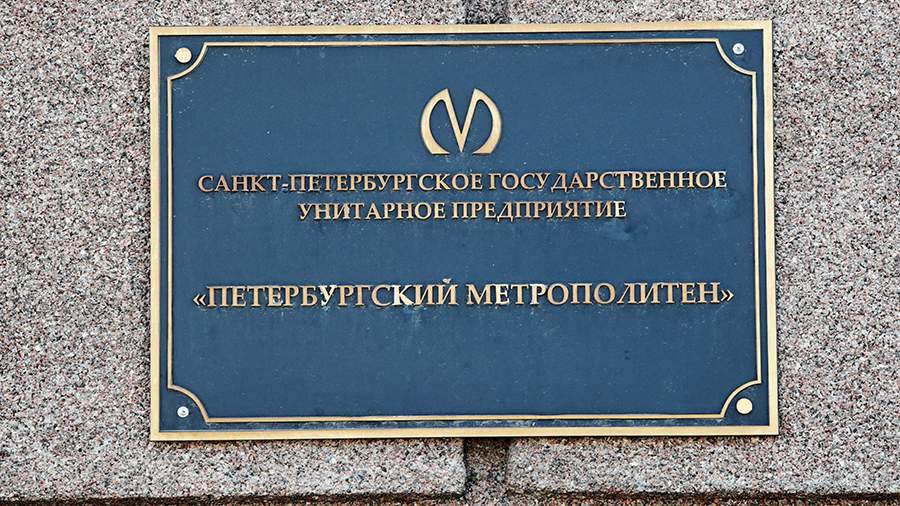 САНКТ-ПЕТЕРБУРГСКОЕ ГОСУДАРСТВЕННОЕ
УНИТАРНОЕ ПРЕДПРИЯТИЕ
«ПЕТЕРБУРГСКИЙ МЕТРОПОЛИТЕН»